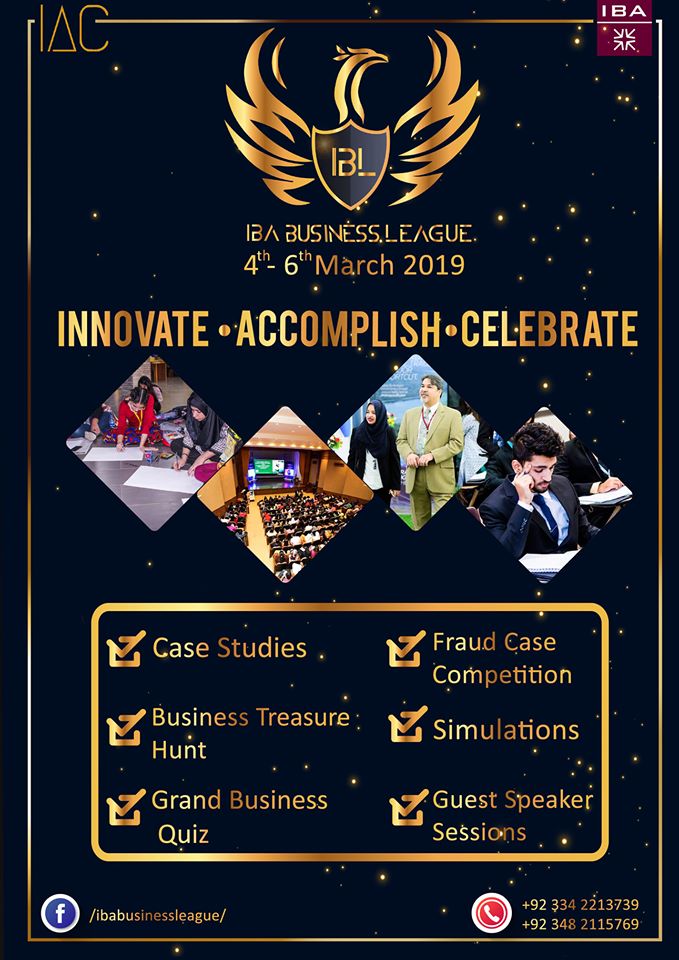 IAC
IBA
IBL
IBA BUSINESS LEAGUE
4th - 6th March 2019
INNOVATE • ACCOMPLISH • CELEBRATE
Case Studies
Business Treasure
Hunt
Grand Business
Quiz
Fraud Case
Competition
Simulations
Guest Speaker
Sessions
/ibabusinessleague/
+92 334 2213739
+92 348 2115769